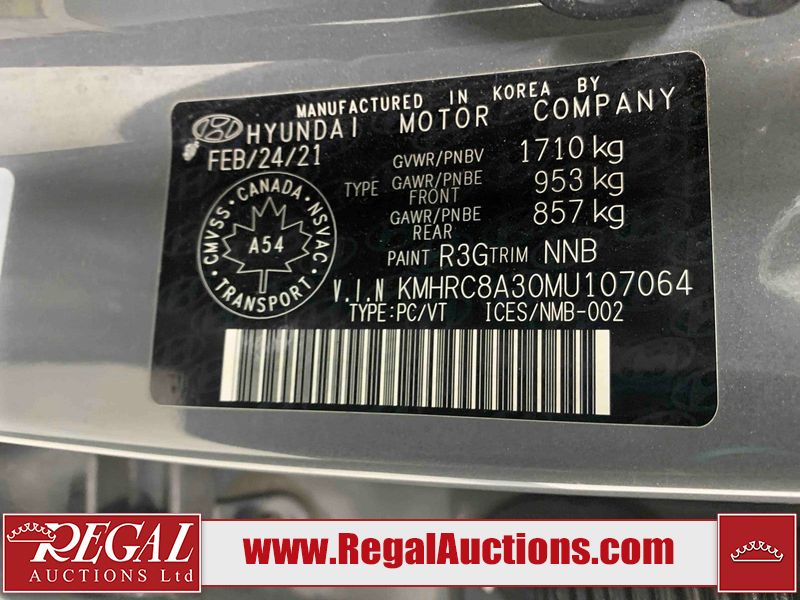 MANUFACTURED IN KOREA BY
HYUNDAI MOTOR COMPANY
FEB/24/21
GVWR/PNBV 1710 kg
TYPE GAWR/PNBE FRONT 953 kg
GAWR/PNBE REAR 857 kg
PAINT R3G TRIM NNB
CMVSS • CANADA • NSVAC
A54
TRANSPORT
V.I.N KMHRC8A30MU107064
TYPE:PC/VT ICES/NMB-002
REGAL
AUCTIONS Ltd
www.RegalAuctions.com